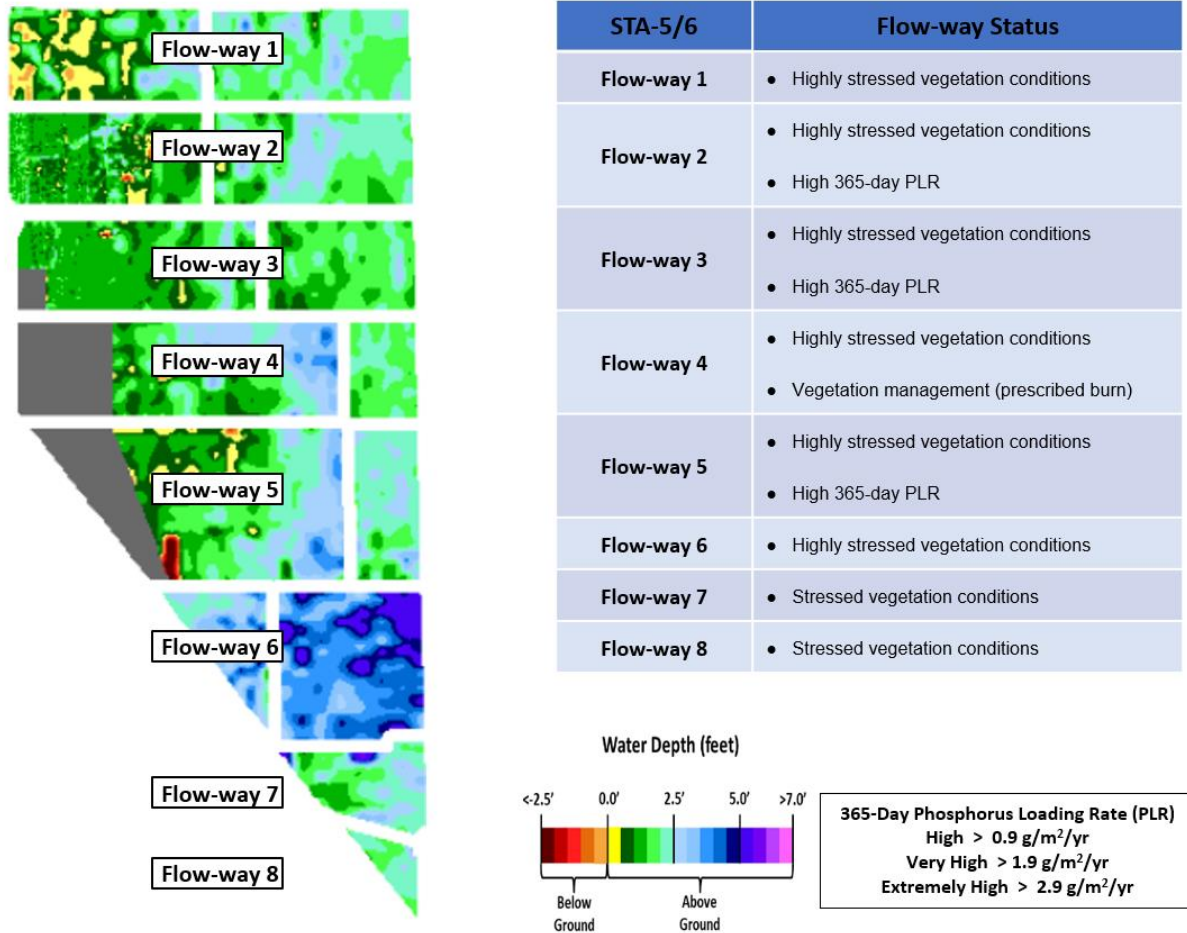 Flow-way 1
Flow-way 2
Flow-way 3
Flow-way 4
Flow-way 5
Flow-way 6
Flow-way 7
Flow-way 8
STA-5/6 Flow-way Status
Flow-way 1 ● Highly stressed vegetation conditions
Flow-way 2 ● Highly stressed vegetation conditions
● High 365-day PLR
Flow-way 3 ● Highly stressed vegetation conditions
● High 365-day PLR
Flow-way 4 ● Highly stressed vegetation conditions
● Vegetation management (prescribed burn)
Flow-way 5 ● Highly stressed vegetation conditions
● High 365-day PLR
Flow-way 6 ● Highly stressed vegetation conditions
Flow-way 7 ● Stressed vegetation conditions
Flow-way 8 ● Stressed vegetation conditions
Water Depth (feet)
<-2.5' 0.0' 2.5' 5.0' >7.0'
Below Ground
Above Ground
365-Day Phosphorus Loading Rate (PLR)
High > 0.9 g/m²/yr
Very High > 1.9 g/m²/yr
Extremely High > 2.9 g/m²/yr